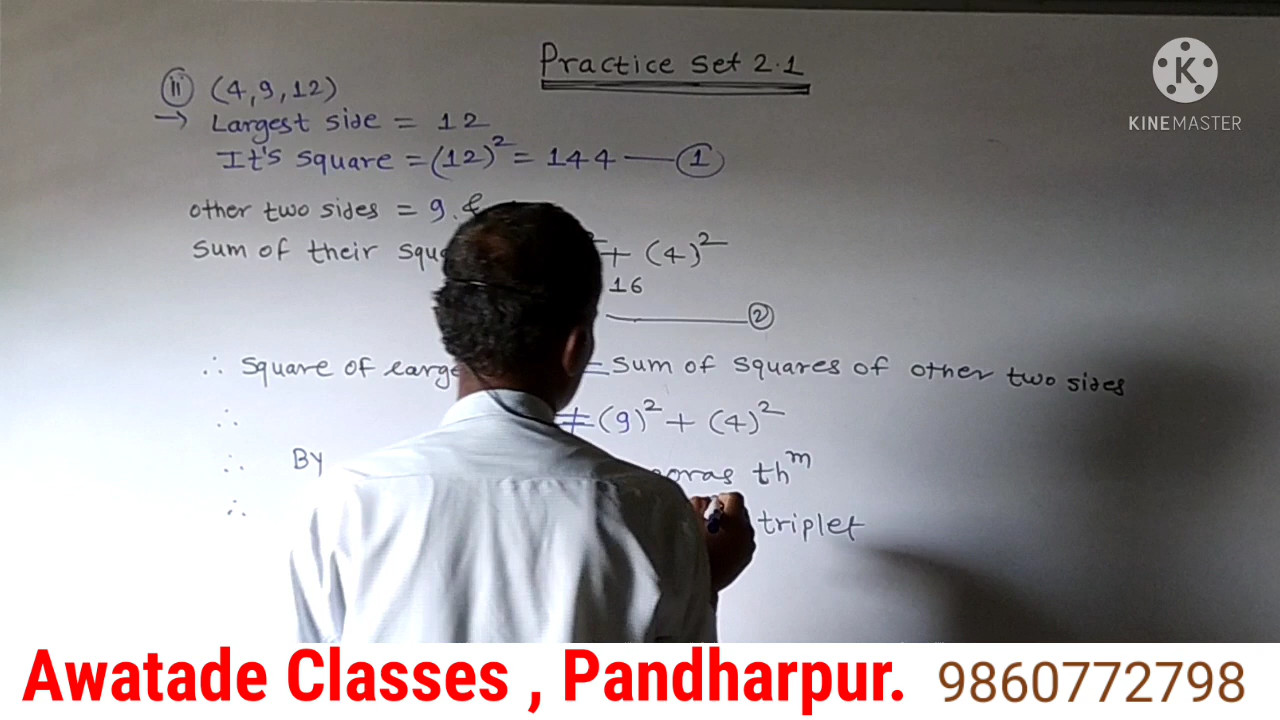 Practice Set 2.1
KINEMASTER
(ii) (4,9,12)
→ Largest side = 12
It's square = (12)² = 144 — ①
other two sides = 9 &
Sum of their squ + (4)²
16
②
∴ Square of large = Sum of squares of other two sides
∴ ≠ (9)² + (4)²
∴ By goras thᵐ
∴ triplet
Awatade Classes , Pandharpur. 9860772798